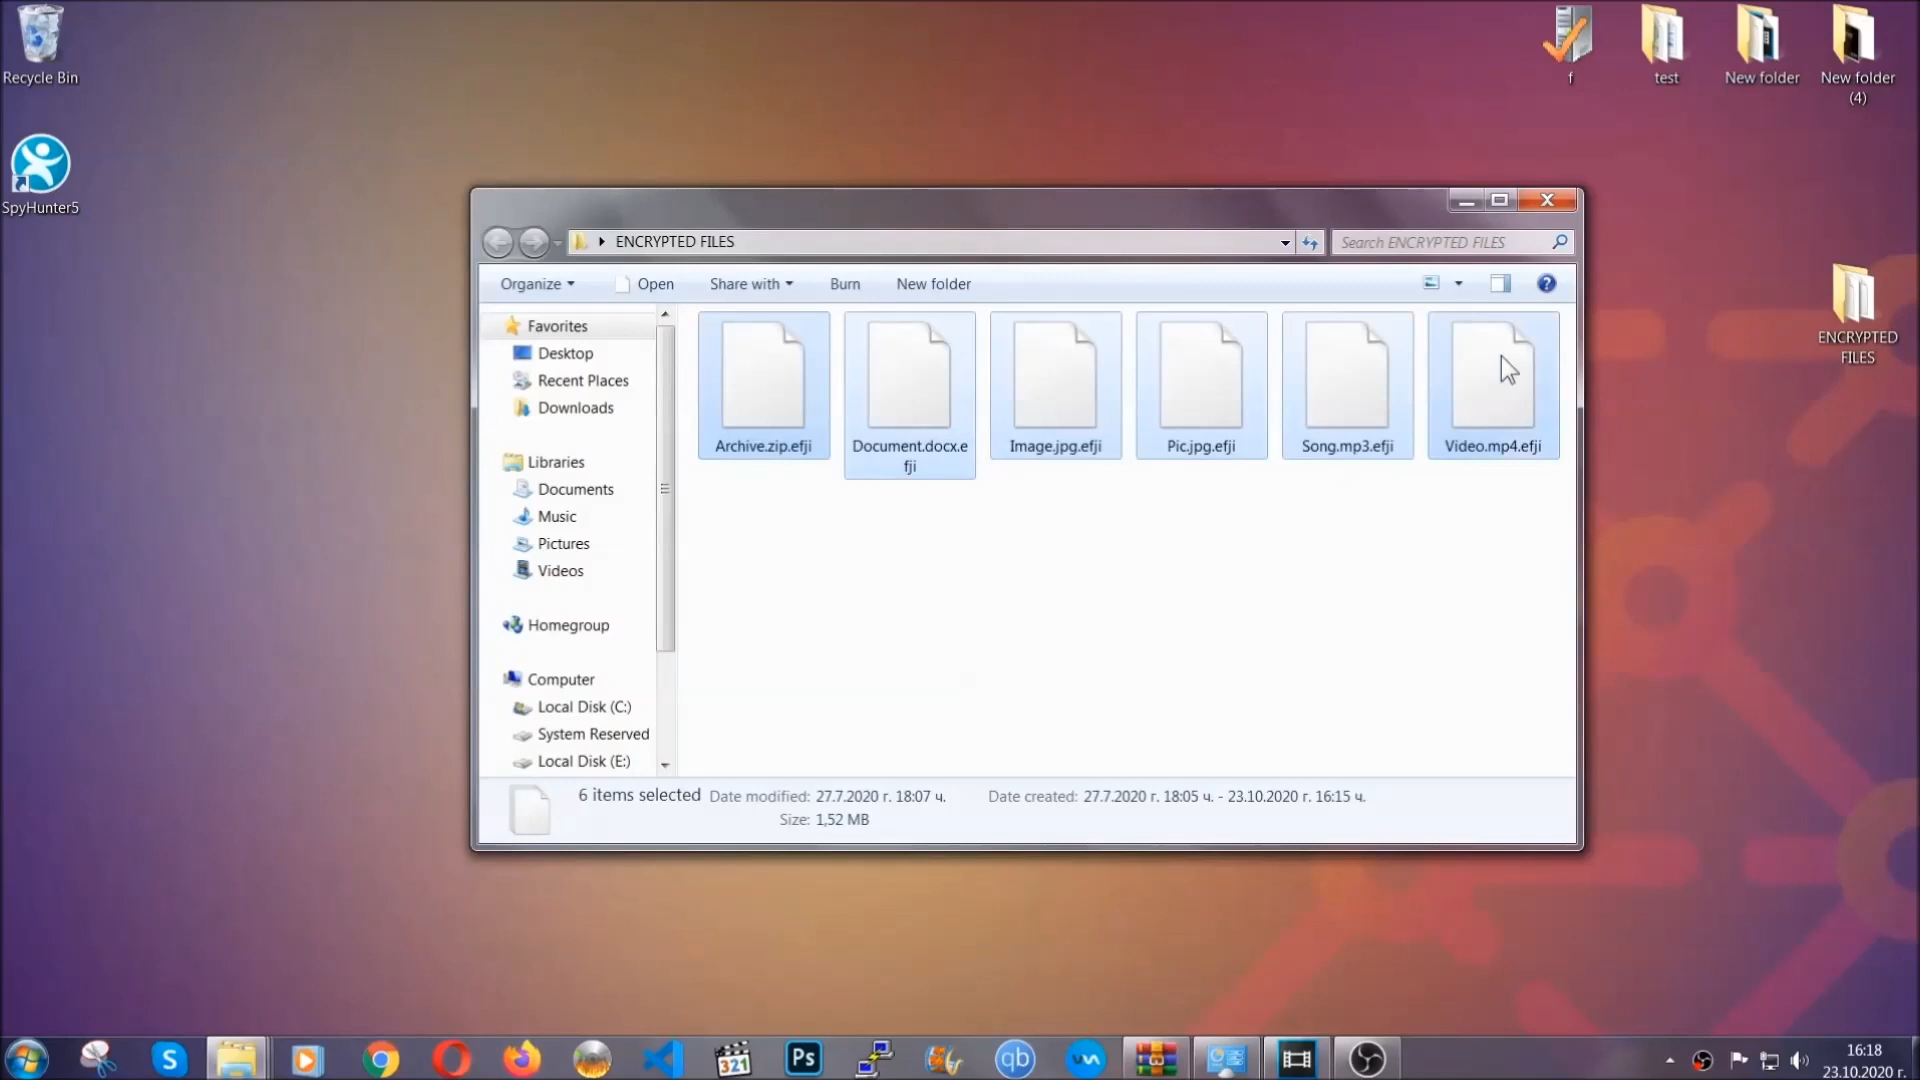 Recycle Bin
SpyHunter5
f
test
New folder
New folder
(4)
ENCRYPTED
FILES
ENCRYPTED FILES
Search ENCRYPTED FILES
Organize
Open
Share with
Burn
New folder
Favorites
Desktop
Recent Places
Downloads
Libraries
Documents
Music
Pictures
Videos
Homegroup
Computer
Local Disk (C:)
System Reserved
Local Disk (E:)
Archive.zip.efji
Document.docx.e
fji
Image.jpg.efji
Pic.jpg.efji
Song.mp3.efji
Video.mp4.efji
6 items selected
Date modified: 27.7.2020 г. 18:07 ч.
Date created: 27.7.2020 г. 18:05 ч. - 23.10.2020 г. 16:15 ч.
Size: 1,52 MB
S
321
Ps
qb
16:18
23.10.2020 г.